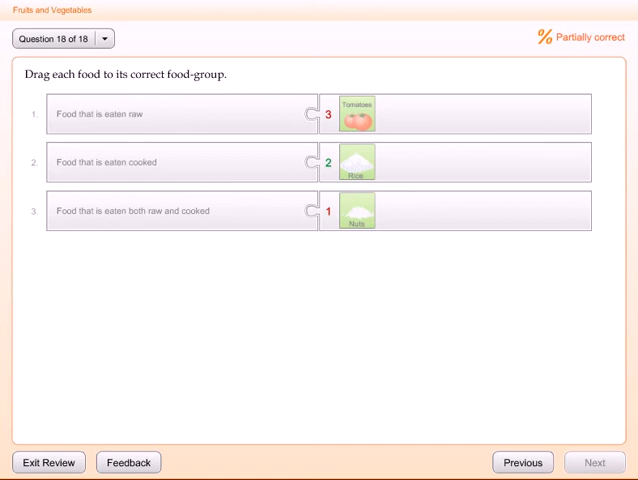 Fruits and Vegetables
Question 18 of 18
% Partially correct
Drag each food to its correct food-group.
1. Food that is eaten raw 3 Tomatoes
2. Food that is eaten cooked 2 Rice
3. Food that is eaten both raw and cooked 1 Nuts
Exit Review Feedback Previous Next